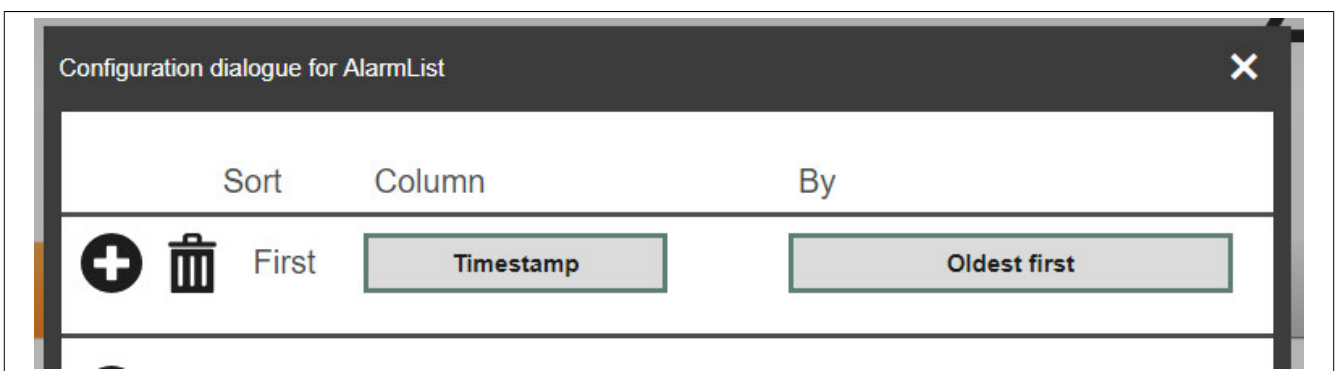 Configuration dialogue for AlarmList
Sort Column By
First Timestamp Oldest first